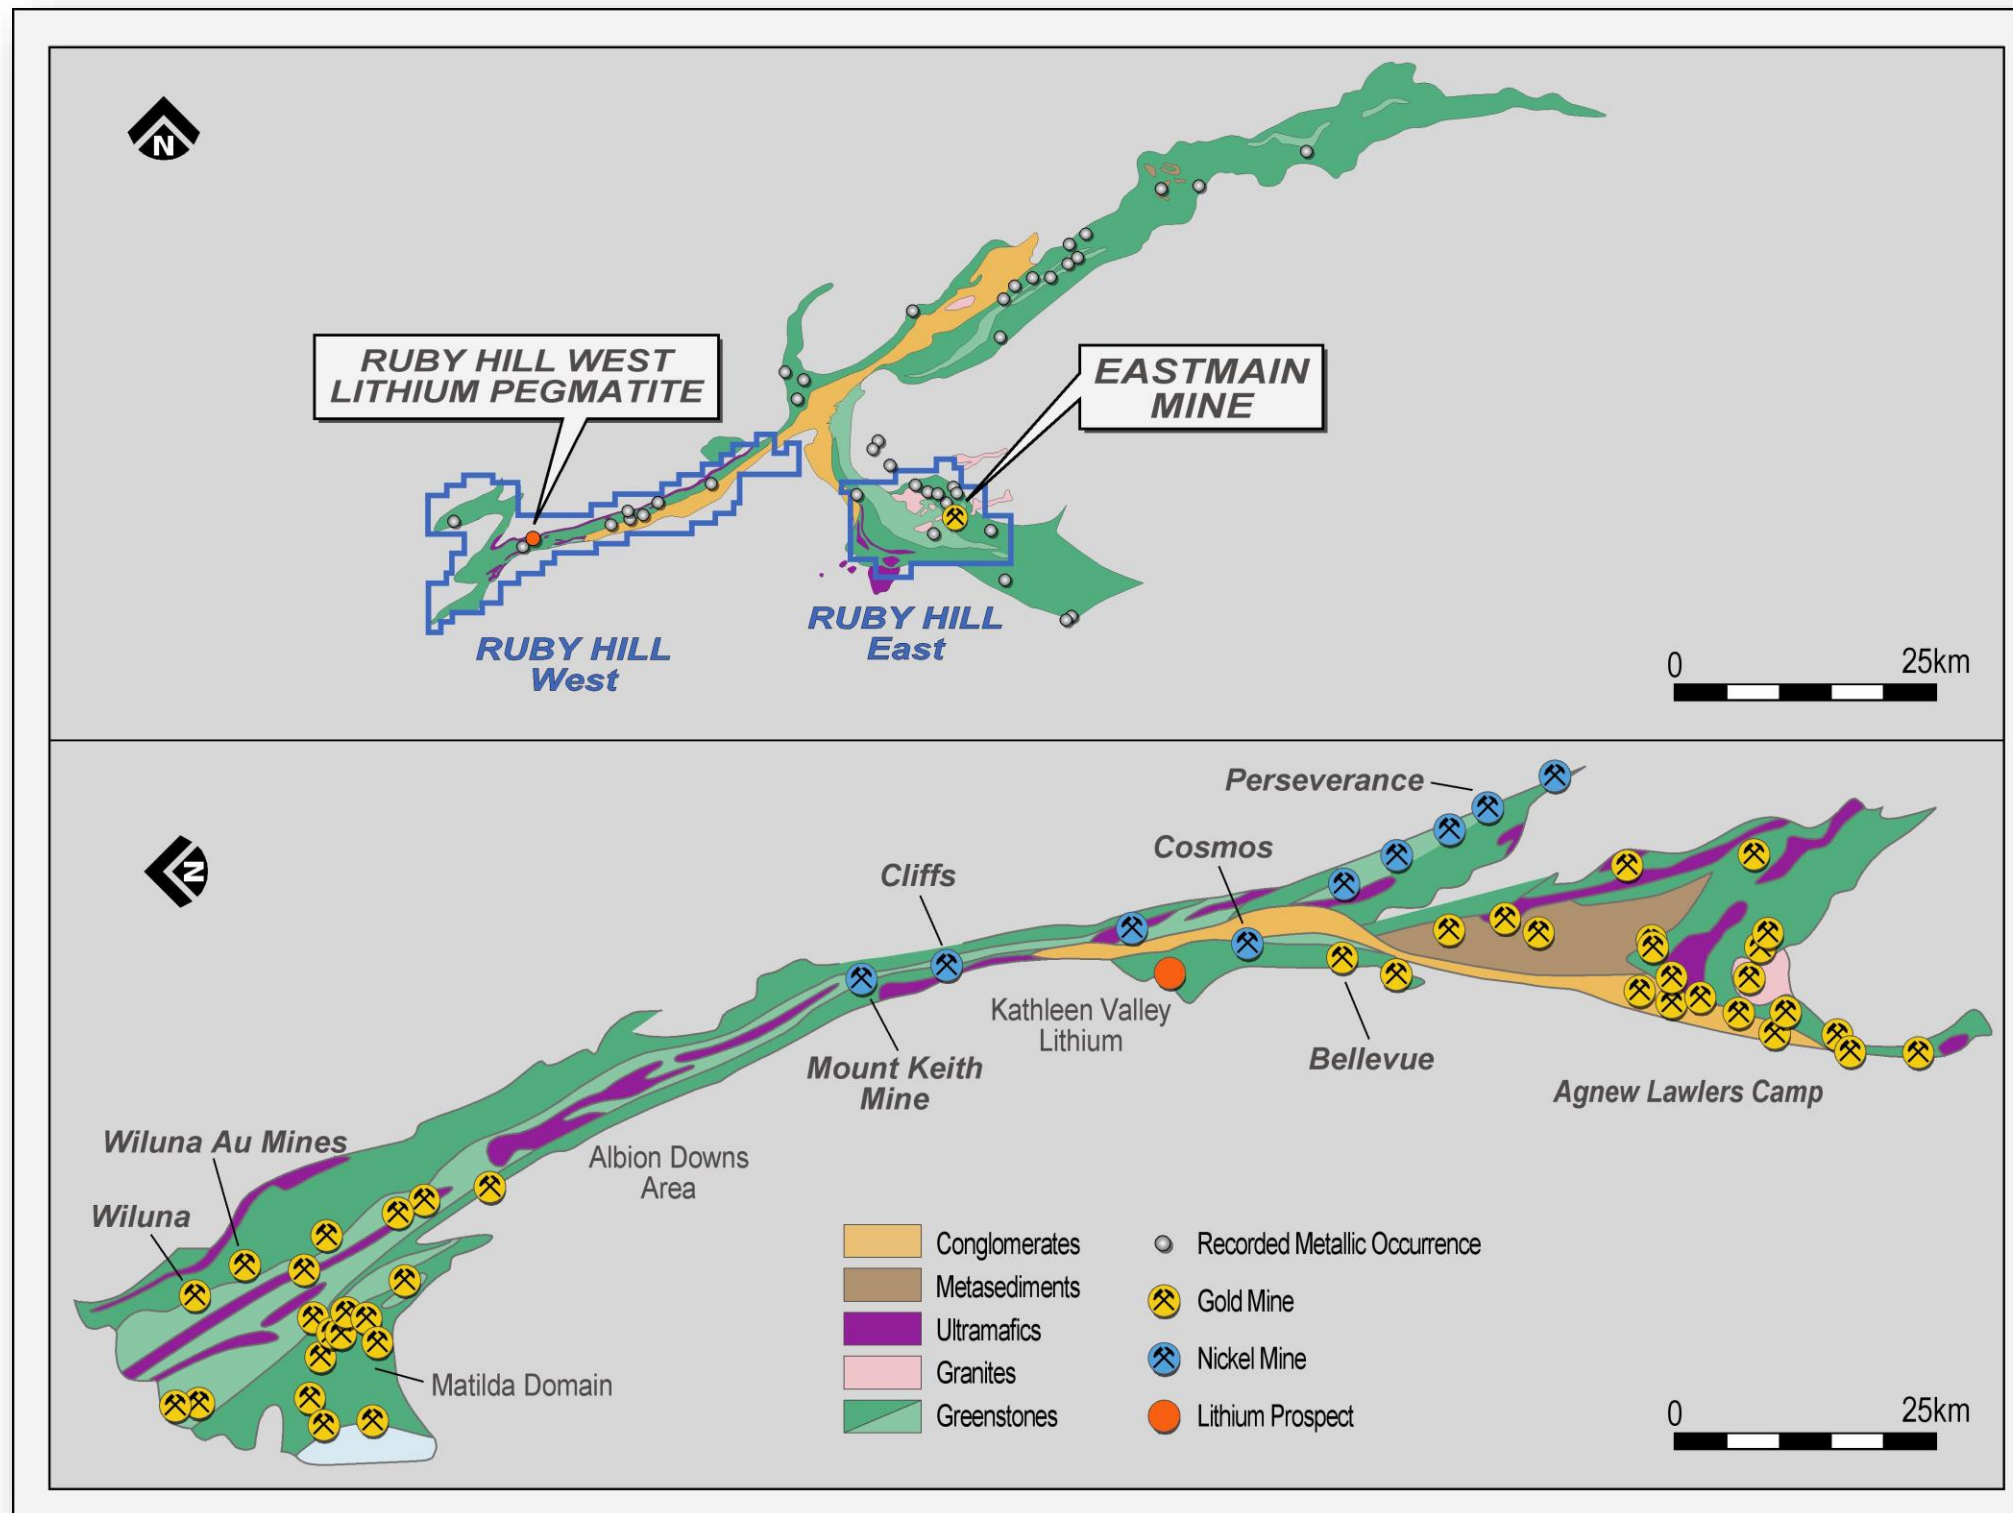 N
RUBY HILL WEST
LITHIUM PEGMATITE
EASTMAIN
MINE
RUBY HILL
West
RUBY HILL
East
0 25km
N
Perseverance
Cosmos
Cliffs
Kathleen Valley
Lithium
Mount Keith
Mine
Bellevue
Agnew Lawlers Camp
Albion Downs
Area
Wiluna Au Mines
Wiluna
Matilda Domain
Conglomerates
Metasediments
Ultramafics
Granites
Greenstones
Recorded Metallic Occurrence
Gold Mine
Nickel Mine
Lithium Prospect
0 25km